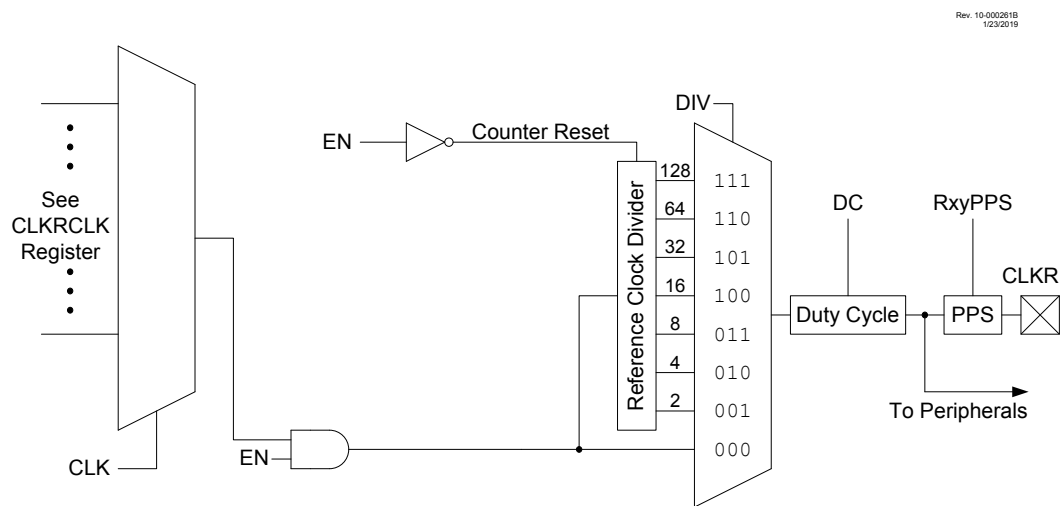 Rev. 10-000261B
1/23/2019
DIV
EN
Counter Reset
See
CLKRCLK
Register
Reference Clock Divider
128
111
64
110
32
101
16
100
8
011
4
010
2
001
000
DC
RxyPPS
CLKR
Duty Cycle
PPS
To Peripherals
CLK
EN